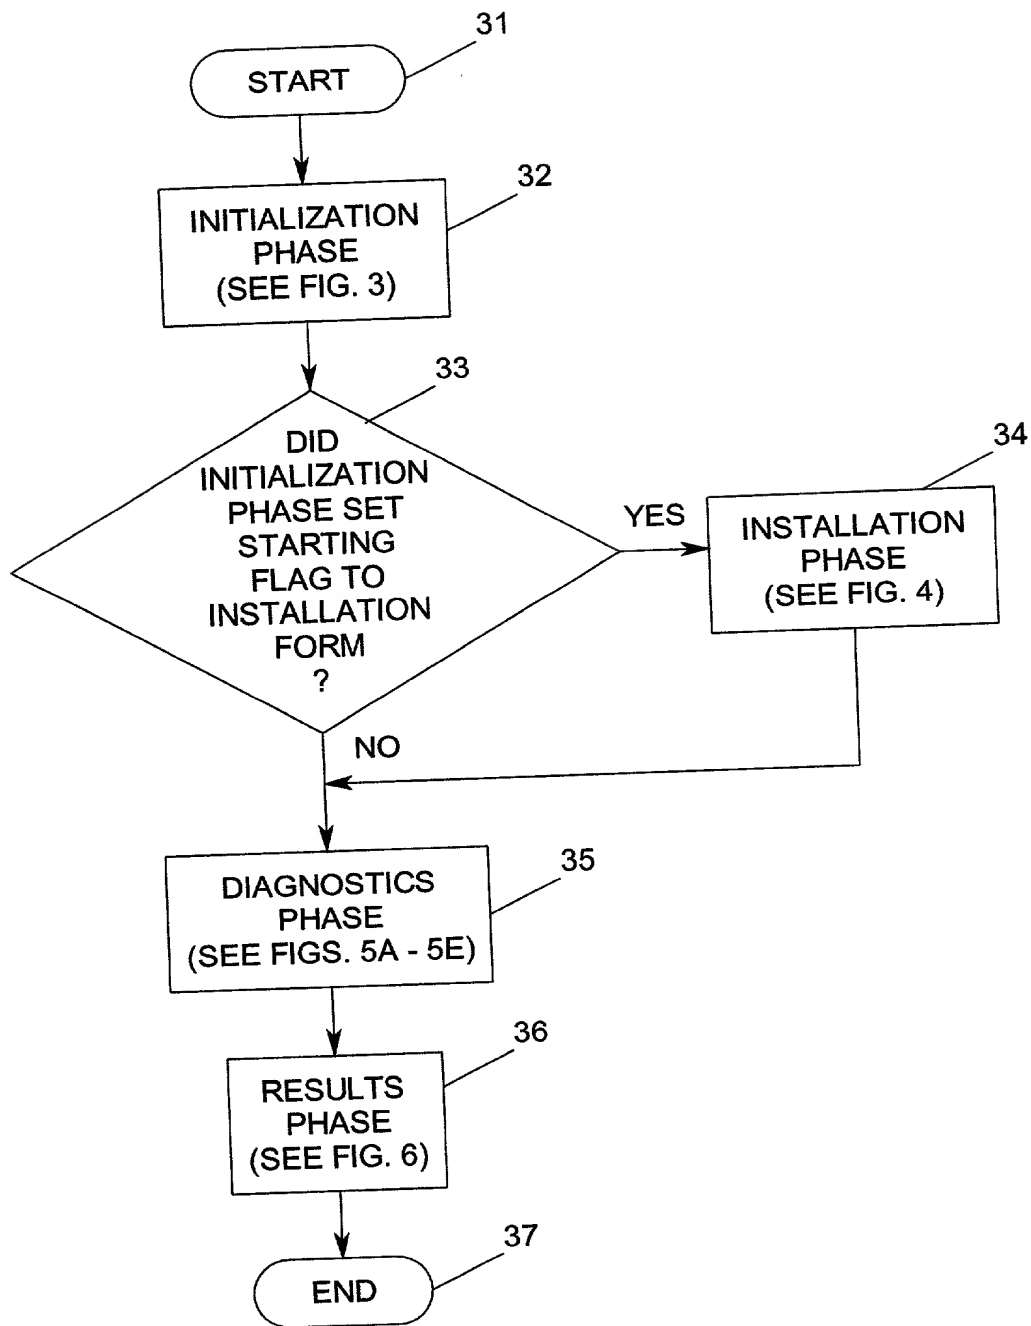 31
START
32
INITIALIZATION
PHASE
(SEE FIG. 3)
33
DID
INITIALIZATION
PHASE SET
STARTING
FLAG TO
INSTALLATION
FORM
?
YES
34
INSTALLATION
PHASE
(SEE FIG. 4)
NO
35
DIAGNOSTICS
PHASE
(SEE FIGS. 5A - 5E)
36
RESULTS
PHASE
(SEE FIG. 6)
37
END